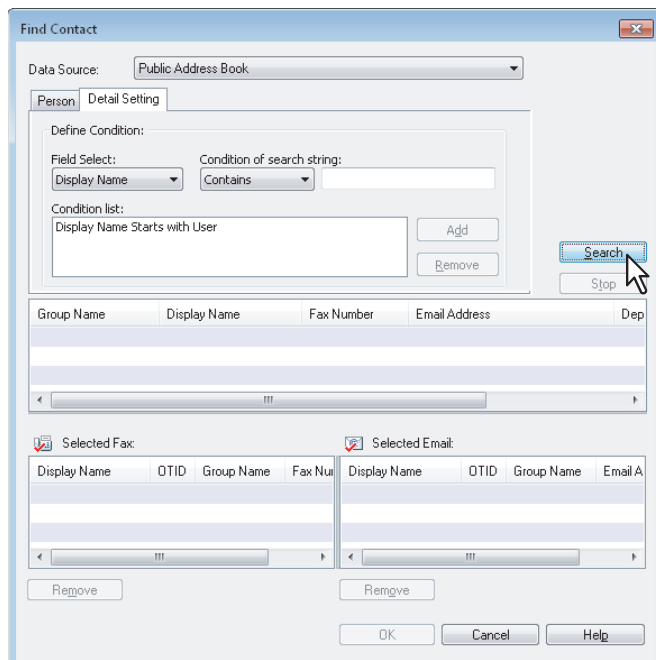 Find Contact
Data Source: Public Address Book
Person Detail Setting
Define Condition:
Field Select: Condition of search string:
Display Name Contains
Condition list:
Display Name Starts with User
Add
Remove
Search
Stop
Group Name Display Name Fax Number Email Address Dep
Selected Fax: Selected Email:
Display Name OTID Group Name Fax Nu Display Name OTID Group Name Email A
Remove Remove
OK Cancel Help